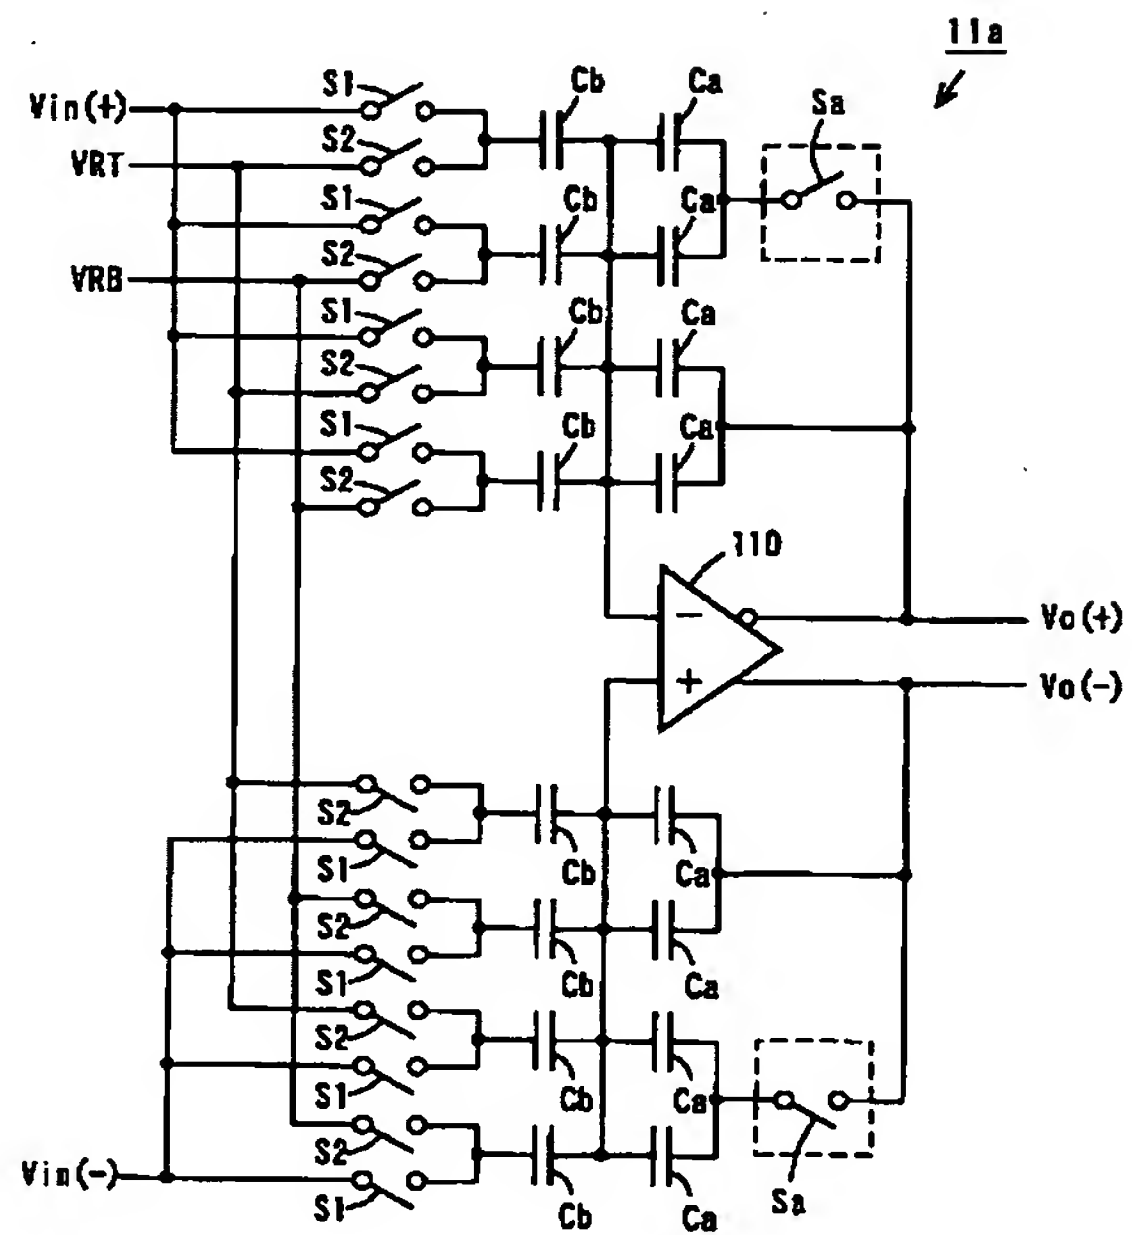 11a
S1
Cb
Ca
Sa
Vin(+)
S2
VRT
S1
Cb
Ca
S2
VRB
S1
Cb
Ca
S2
S1
Cb
Ca
S2
110
−
Vo(+)
+
Vo(-)
S2
Cb
Ca
S1
S2
Cb
Ca
S1
S2
Cb
Ca
S1
S2
Vin(-)
S1
Cb
Ca
Sa